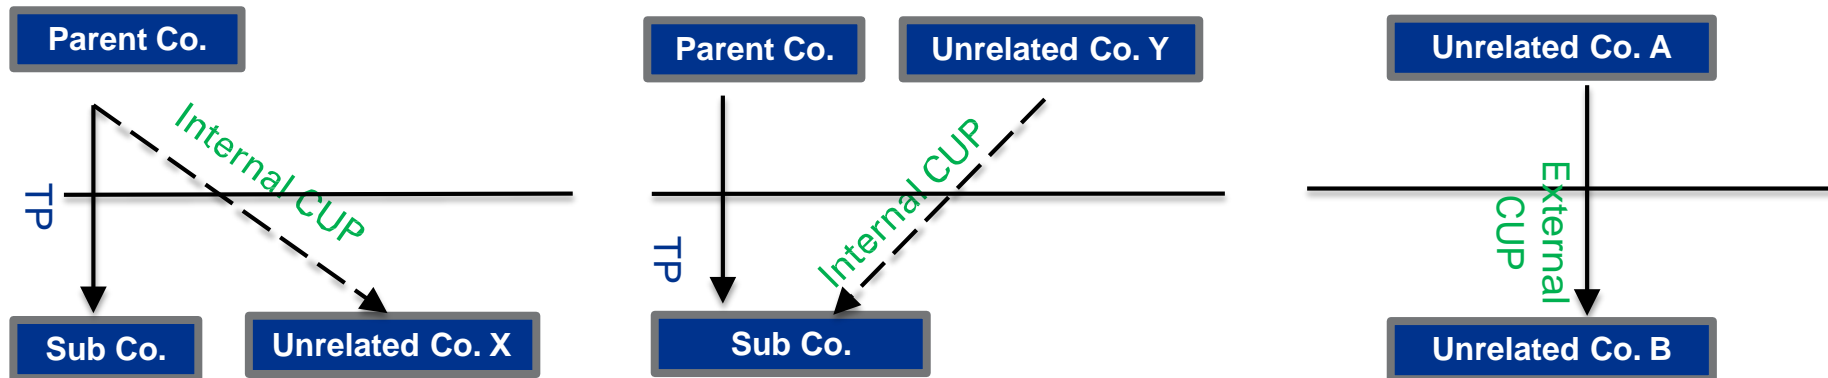 Parent Co.
Internal CUP
TP
Sub Co.
Unrelated Co. X
Parent Co.
Unrelated Co. Y
Internal CUP
TP
Sub Co.
Unrelated Co. A
External
CUP
Unrelated Co. B